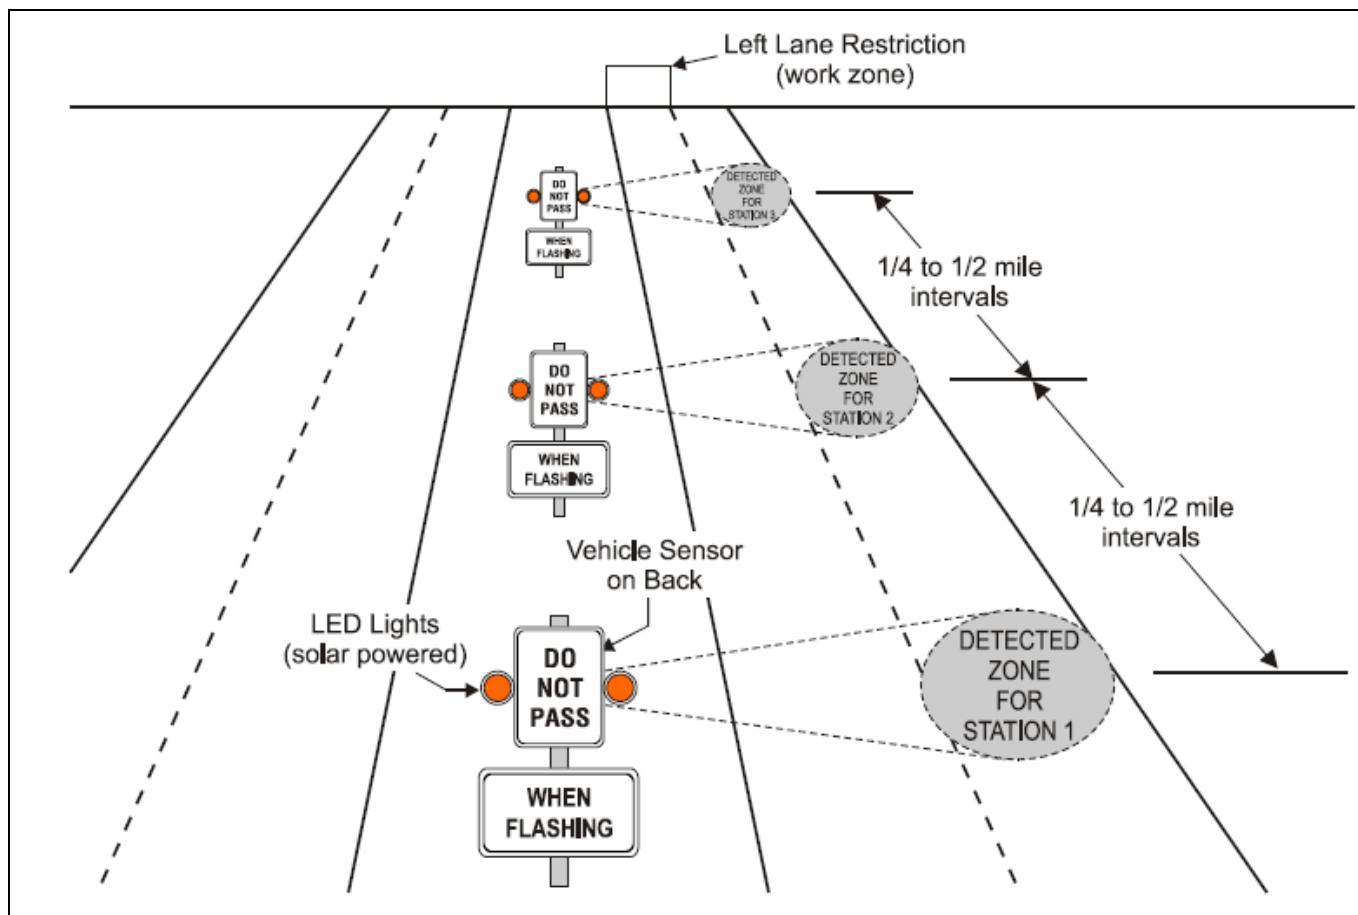 Left Lane Restriction
(work zone)
DO
NOT
PASS
WHEN
FLASHING
DETECTED
ZONE
FOR
STATION 3
1/4 to 1/2 mile
intervals
DO
NOT
PASS
WHEN
FLASHING
DETECTED
ZONE
FOR
STATION 2
1/4 to 1/2 mile
intervals
Vehicle Sensor
on Back
LED Lights
(solar powered)
DO
NOT
PASS
WHEN
FLASHING
DETECTED
ZONE
FOR
STATION 1